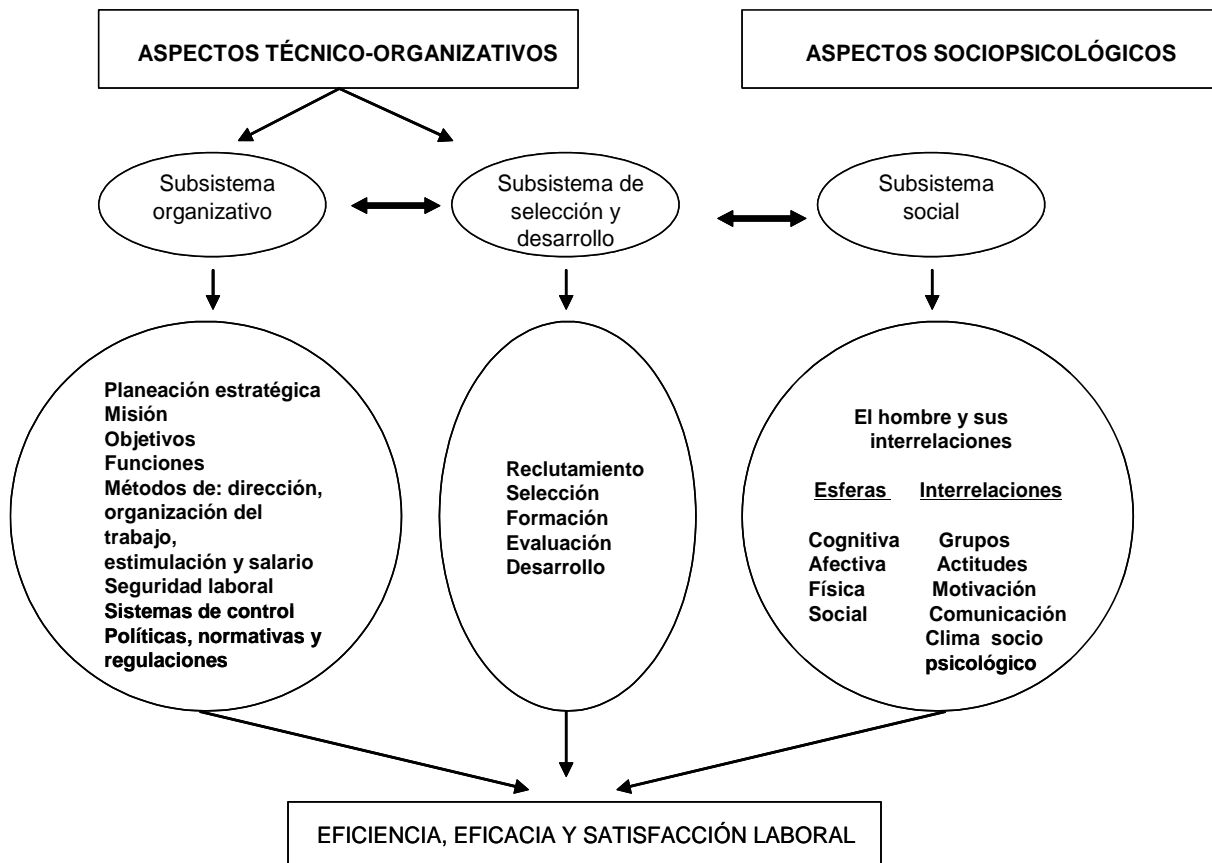 ASPECTOS TÉCNICO-ORGANIZATIVOS
ASPECTOS SOCIOPSICOLÓGICOS
Subsistema
organizativo
Subsistema de
selección y
desarrollo
Subsistema
social
Planeación estratégica
Misión
Objetivos
Funciones
Métodos de: dirección,
organización del
trabajo,
estimulación y salario
Seguridad laboral
Sistemas de control
Políticas, normativas y
regulaciones
Reclutamiento
Selección
Formación
Evaluación
Desarrollo
El hombre y sus
interrelaciones
Esferas Interrelaciones
Cognitiva Grupos
Afectiva Actitudes
Física Motivación
Social Comunicación
Clima socio
psicológico
EFICIENCIA, EFICACIA Y SATISFACCIÓN LABORAL